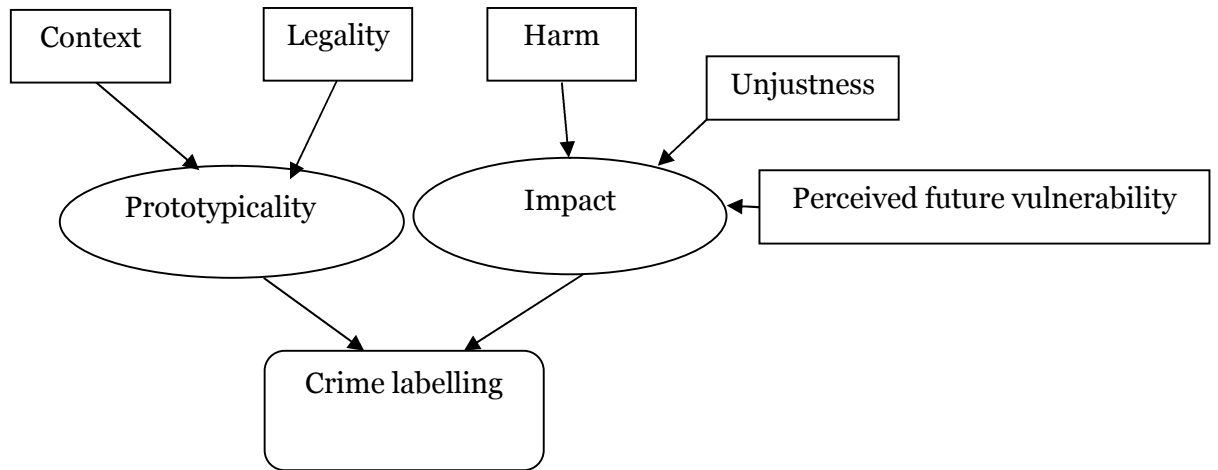 Context
Legality
Harm
Unjustness
Perceived future vulnerability
Prototypicality
Impact
Crime labelling